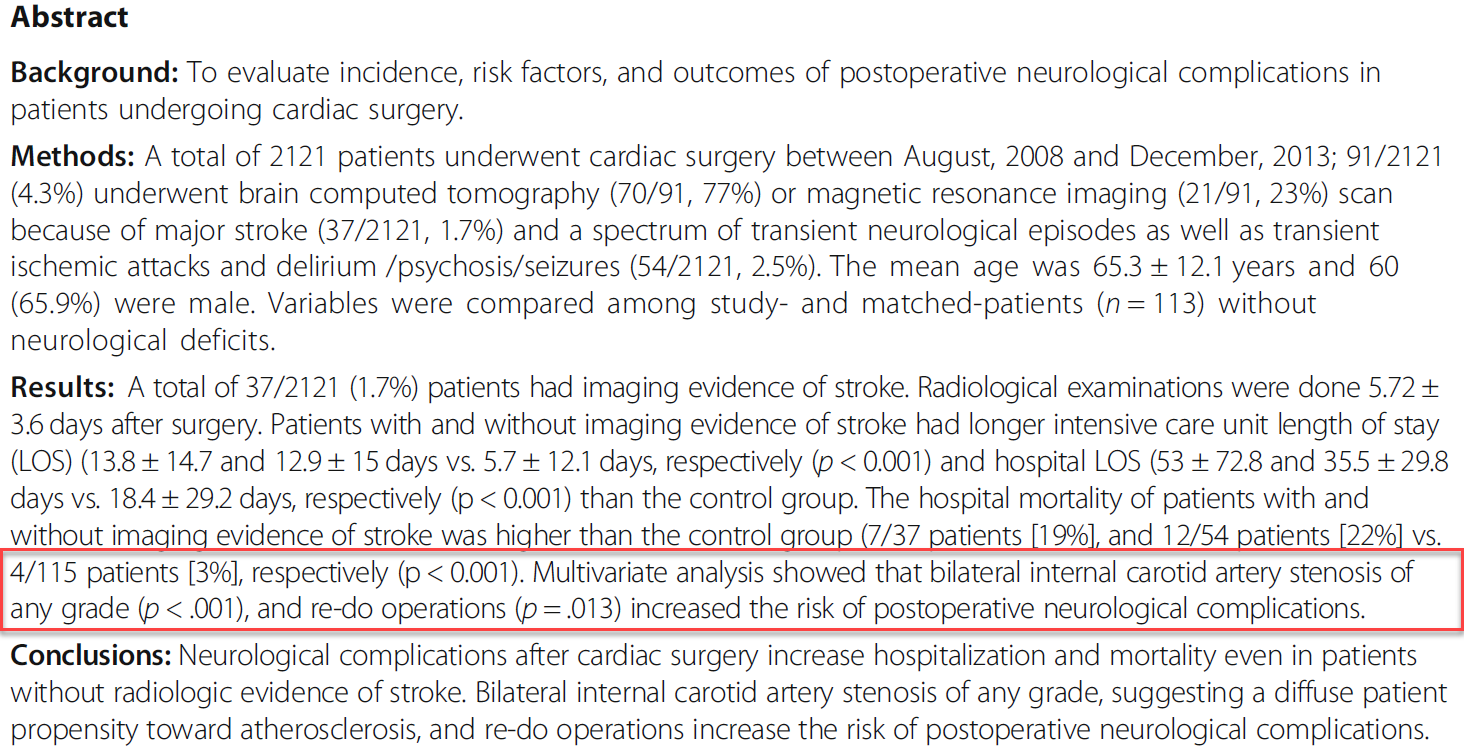 Abstract
Background: To evaluate incidence, risk factors, and outcomes of postoperative neurological complications in
patients undergoing cardiac surgery.
Methods: A total of 2121 patients underwent cardiac surgery between August, 2008 and December, 2013; 91/2121
(4.3%) underwent brain computed tomography (70/91, 77%) or magnetic resonance imaging (21/91, 23%) scan
because of major stroke (37/2121, 1.7%) and a spectrum of transient neurological episodes as well as transient
ischemic attacks and delirium /psychosis/seizures (54/2121, 2.5%). The mean age was 65.3 ± 12.1 years and 60
(65.9%) were male. Variables were compared among study- and matched-patients (n = 113) without
neurological deficits.
Results: A total of 37/2121 (1.7%) patients had imaging evidence of stroke. Radiological examinations were done 5.72 ±
3.6 days after surgery. Patients with and without imaging evidence of stroke had longer intensive care unit length of stay
(LOS) (13.8 ± 14.7 and 12.9 ± 15 days vs. 5.7 ± 12.1 days, respectively (p < 0.001) and hospital LOS (53 ± 72.8 and 35.5 ± 29.8
days vs. 18.4 ± 29.2 days, respectively (p < 0.001) than the control group. The hospital mortality of patients with and
without imaging evidence of stroke was higher than the control group (7/37 patients [19%], and 12/54 patients [22%] vs.
4/115 patients [3%], respectively (p < 0.001). Multivariate analysis showed that bilateral internal carotid artery stenosis of
any grade (p < .001), and re-do operations (p = .013) increased the risk of postoperative neurological complications.
Conclusions: Neurological complications after cardiac surgery increase hospitalization and mortality even in patients
without radiologic evidence of stroke. Bilateral internal carotid artery stenosis of any grade, suggesting a diffuse patient
propensity toward atherosclerosis, and re-do operations increase the risk of postoperative neurological complications.